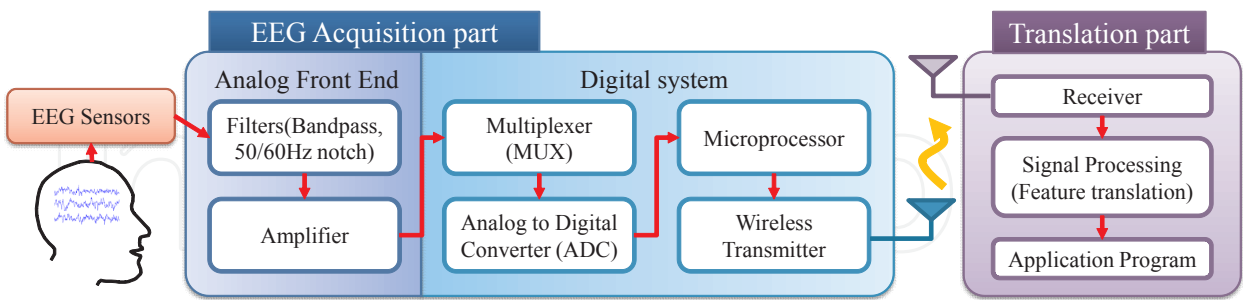 EEG Acquisition part
Translation part
Analog Front End
Digital system
EEG Sensors
Filters(Bandpass,
50/60Hz notch)
Amplifier
Multiplexer
(MUX)
Analog to Digital
Converter (ADC)
Microprocessor
Wireless
Transmitter
Receiver
Signal Processing
(Feature translation)
Application Program